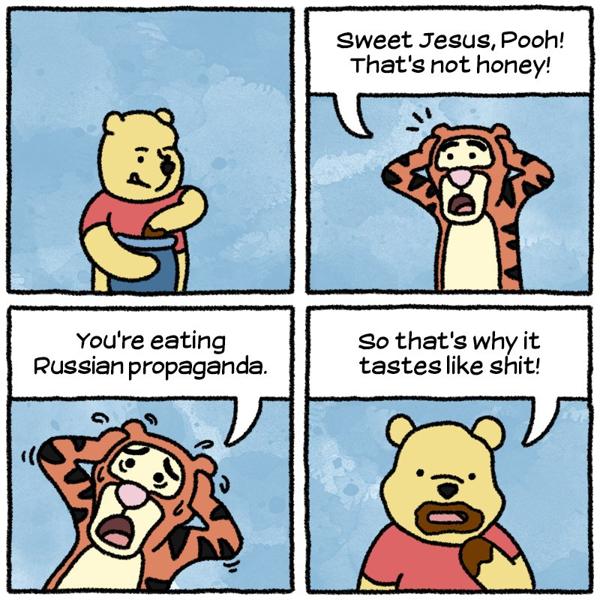 Sweet Jesus, Pooh!
That's not honey!
You're eating
Russian propaganda.
So that's why it
tastes like shit!